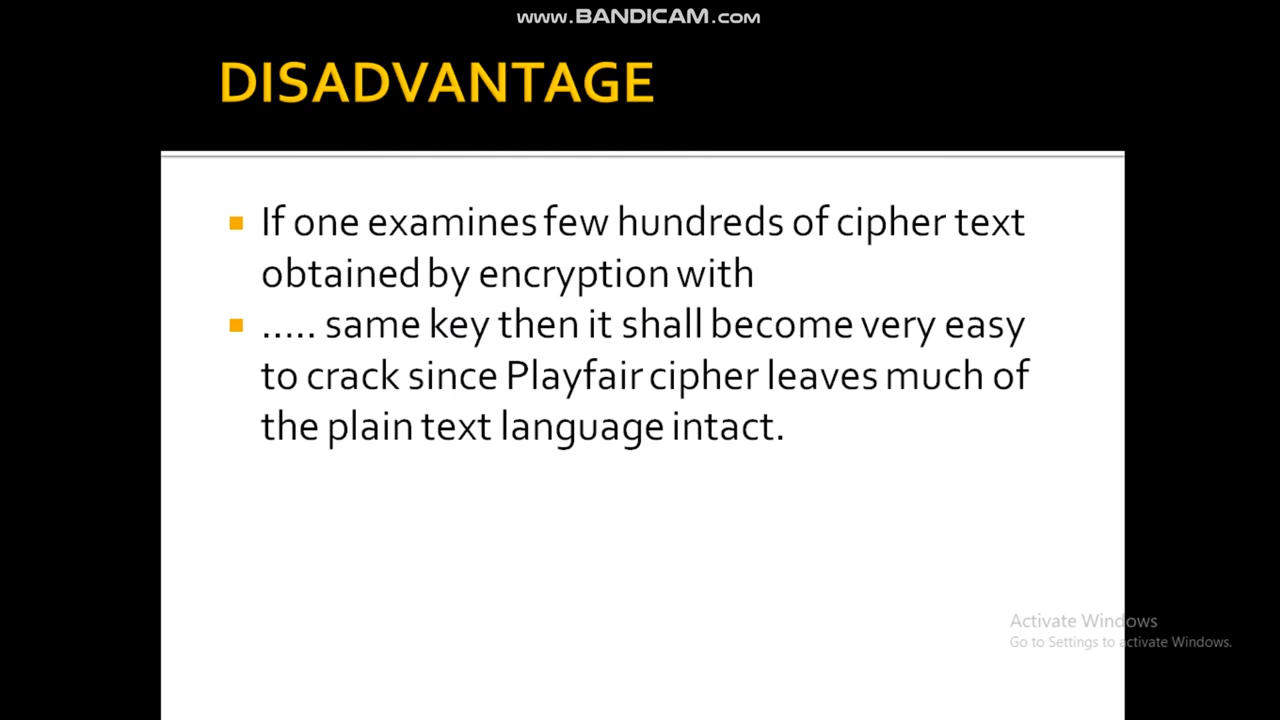 www.BANDICAM.com
DISADVANTAGE
If one examines few hundreds of cipher text
obtained by encryption with
..... same key then it shall become very easy
to crack since Playfair cipher leaves much of
the plain text language intact.
Activate Windows
Go to Settings to activate Windows.